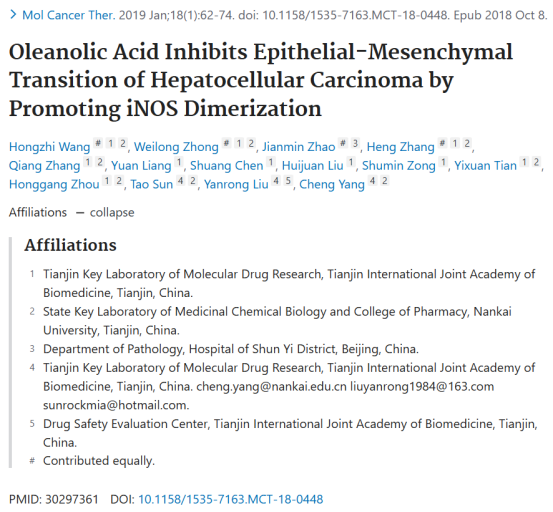 > Mol Cancer Ther. 2019 Jan;18(1):62-74. doi: 10.1158/1535-7163.MCT-18-0448. Epub 2018 Oct 8.
Oleanolic Acid Inhibits Epithelial-Mesenchymal
Transition of Hepatocellular Carcinoma by
Promoting iNOS Dimerization
Hongzhi Wang # 1 2, Weilong Zhong # 1 2, Jianmin Zhao # 3, Heng Zhang # 1 2,
Qiang Zhang 1 2, Yuan Liang 1, Shuang Chen 1, Huijuan Liu 1, Shumin Zong 1, Yixuan Tian 1 2,
Honggang Zhou 1 2, Tao Sun 4 2, Yanrong Liu 4 5, Cheng Yang 4 2
Affiliations — collapse
Affiliations
1 Tianjin Key Laboratory of Molecular Drug Research, Tianjin International Joint Academy of
Biomedicine, Tianjin, China.
2 State Key Laboratory of Medicinal Chemical Biology and College of Pharmacy, Nankai
University, Tianjin, China.
3 Department of Pathology, Hospital of Shun Yi District, Beijing, China.
4 Tianjin Key Laboratory of Molecular Drug Research, Tianjin International Joint Academy of
Biomedicine, Tianjin, China. cheng.yang@nankai.edu.cn liuyanrong1984@163.com
sunrockmia@hotmail.com.
5 Drug Safety Evaluation Center, Tianjin International Joint Academy of Biomedicine, Tianjin,
China.
# Contributed equally.
PMID: 30297361 DOI: 10.1158/1535-7163.MCT-18-0448